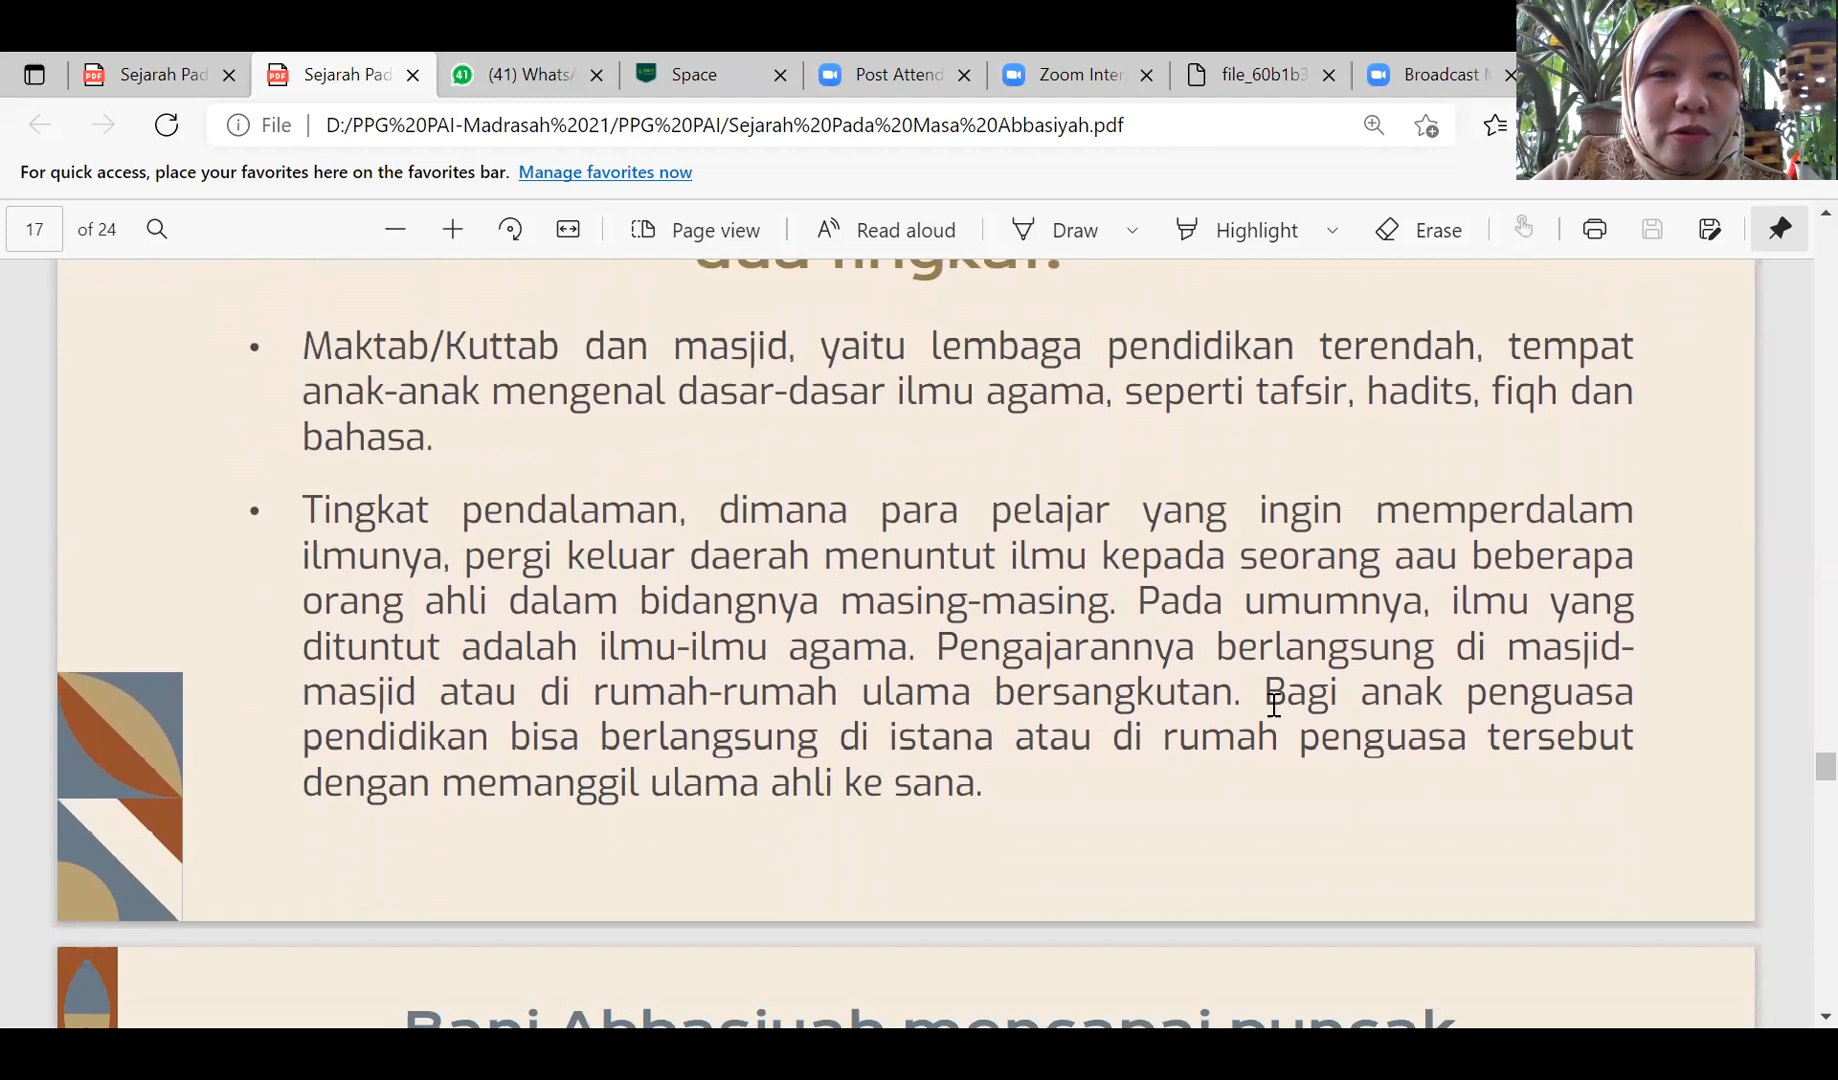 Sejarah Pad
Sejarah Pad
(41) WhatsA
Space
Post Attend
Zoom Inter
file_60b1b3
Broadcast M
File D:/PPG%20PAI-Madrasah%2021/PPG%20PAI/Sejarah%20Pada%20Masa%20Abbasiyah.pdf
For quick access, place your favorites here on the favorites bar. Manage favorites now
17 of 24 Page view Read aloud Draw Highlight Erase
dua tingkat:
• Maktab/Kuttab dan masjid, yaitu lembaga pendidikan terendah, tempat
anak-anak mengenal dasar-dasar ilmu agama, seperti tafsir, hadits, fiqh dan
bahasa.
• Tingkat pendalaman, dimana para pelajar yang ingin memperdalam
ilmunya, pergi keluar daerah menuntut ilmu kepada seorang aau beberapa
orang ahli dalam bidangnya masing-masing. Pada umumnya, ilmu yang
dituntut adalah ilmu-ilmu agama. Pengajarannya berlangsung di masjid-
masjid atau di rumah-rumah ulama bersangkutan. Bagi anak penguasa
pendidikan bisa berlangsung di istana atau di rumah penguasa tersebut
dengan memanggil ulama ahli ke sana.
Bani Abbasiyah mencapai puncak